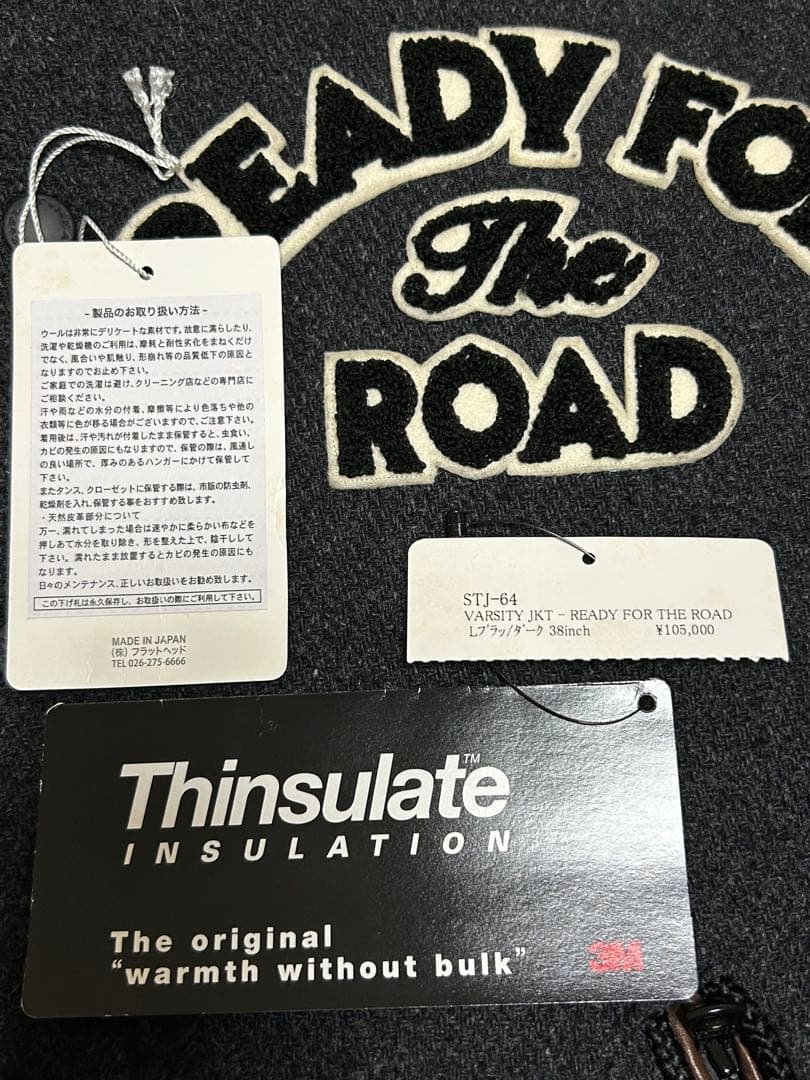 READY FO
The
ROAD
- 製品のお取り扱い方法 -
ウールは非常にデリケートな素材です。故意に濡らしたり、
洗濯や乾燥機のご利用は、摩耗と耐性劣化をまねくだけ
でなく、風合いや肌触り、形崩れ等の品質低下の原因と
なりますのでお止め下さい。
ご家庭での洗濯は避け、クリーニング店などの専門店に
ご相談ください。
汗や雨などの水分の付着、摩擦等により色落ちや他の
衣類等に色が移る場合がございますので、ご注意下さい。
着用後は、汗や汚れが付着したまま保管すると、虫食い、
カビの発生の原因にもなりますので、保管の際は、風通し
の良い場所で、厚みのあるハンガーにかけて保管して
下さい。
またタンス、クローゼットに保管する際は、市販の防虫剤、
乾燥剤を入れ、保管する事をおすすめ致します。
・天然皮革部分について
万一、濡れてしまった場合は速やかに柔らかい布などを
押しあて水分を取り除き、形を整えた上で、陰干しして
下さい。濡れたまま放置するとカビの発生の原因にも
なります。
日々のメンテナンス、正しいお取扱いをお勧め致します。
この下げ札は永久保存し、お取扱いの際にご利用して下さい。
MADE IN JAPAN
(株) フラットヘッド
TEL 026-275-6666
STJ-64
VARSITY JKT - READY FOR THE ROAD
Lﾌﾞﾗｯ/ﾀﾞｰｸ 38inch ¥105,000
Thinsulate™
INSULATION
The original
“warmth without bulk”
3M